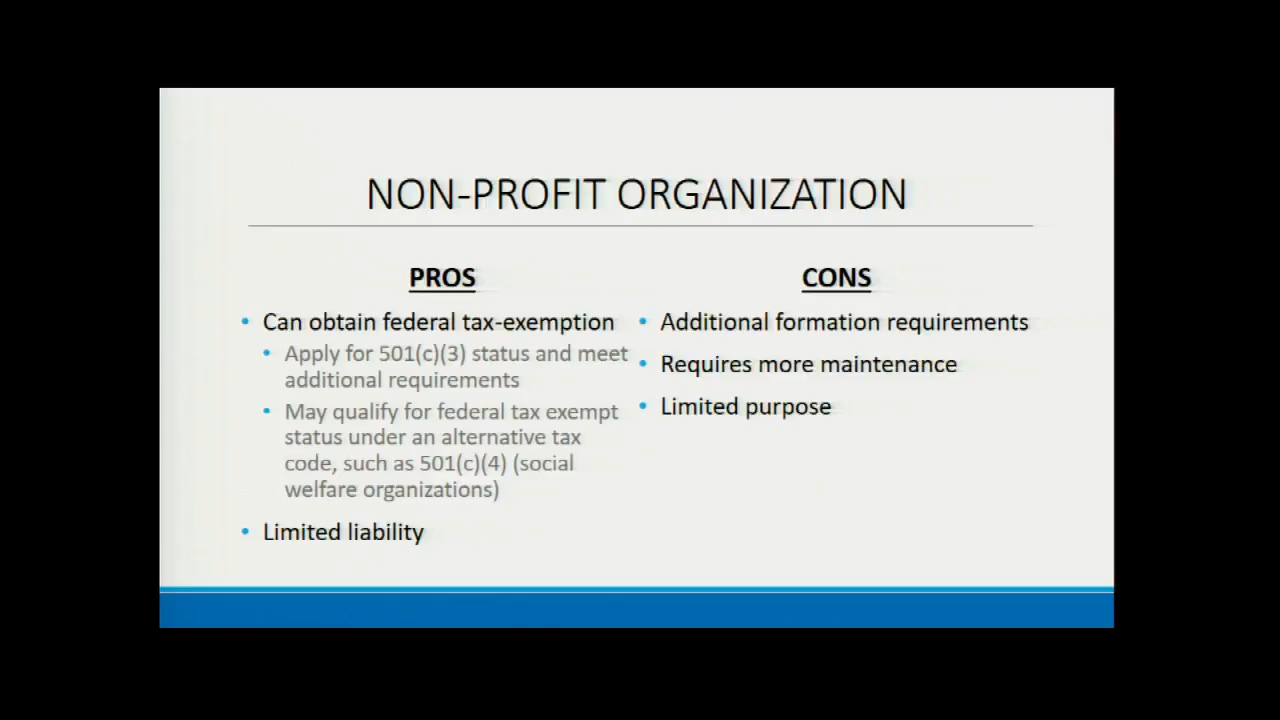 NON-PROFIT ORGANIZATION
PROS
• Can obtain federal tax-exemption
• Apply for 501(c)(3) status and meet
additional requirements
• May qualify for federal tax exempt
status under an alternative tax
code, such as 501(c)(4) (social
welfare organizations)
• Limited liability
CONS
• Additional formation requirements
• Requires more maintenance
• Limited purpose